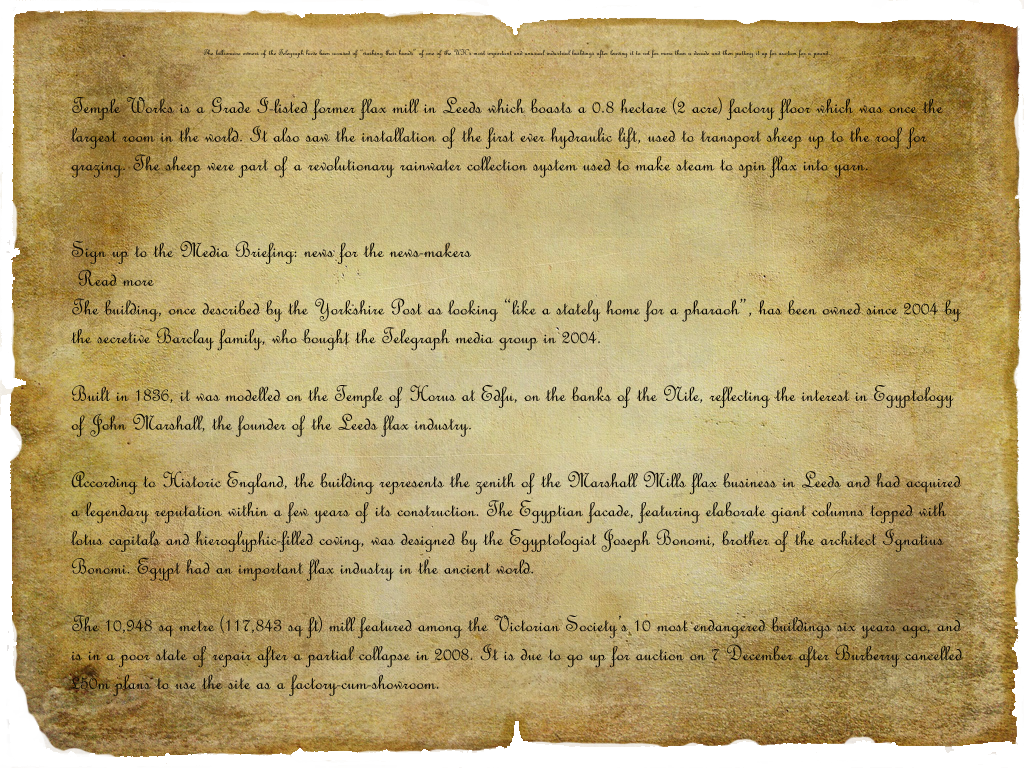 The billionaire owners of the Telegraph have been accused of "washing their hands" of one of the UK's most important and unusual industrial buildings after leaving it to rot for more than a decade and then putting it up for auction for a pound.
Temple Works is a Grade I-listed former flax mill in Leeds which boasts a 0.8 hectare (2 acre) factory floor which was once the
largest room in the world. It also saw the installation of the first ever hydraulic lift, used to transport sheep up to the roof for
grazing. The sheep were part of a revolutionary rainwater collection system used to make steam to spin flax into yarn.
Sign up to the Media Briefing: news for the news-makers
Read more
The building, once described by the Yorkshire Post as looking “like a stately home for a pharaoh”, has been owned since 2004 by
the secretive Barclay family, who bought the Telegraph media group in 2004.
Built in 1836, it was modelled on the Temple of Horus at Edfu, on the banks of the Nile, reflecting the interest in Egyptology
of John Marshall, the founder of the Leeds flax industry.
According to Historic England, the building represents the zenith of the Marshall Mills flax business in Leeds and had acquired
a legendary reputation within a few years of its construction. The Egyptian facade, featuring elaborate giant columns topped with
lotus capitals and hieroglyphic-filled coving, was designed by the Egyptologist Joseph Bonomi, brother of the architect Ignatius
Bonomi. Egypt had an important flax industry in the ancient world.
The 10,948 sq metre (117,843 sq ft) mill featured among the Victorian Society’s 10 most endangered buildings six years ago, and
is in a poor state of repair after a partial collapse in 2008. It is due to go up for auction on 7 December after Burberry cancelled
£50m plans to use the site as a factory-cum-showroom.